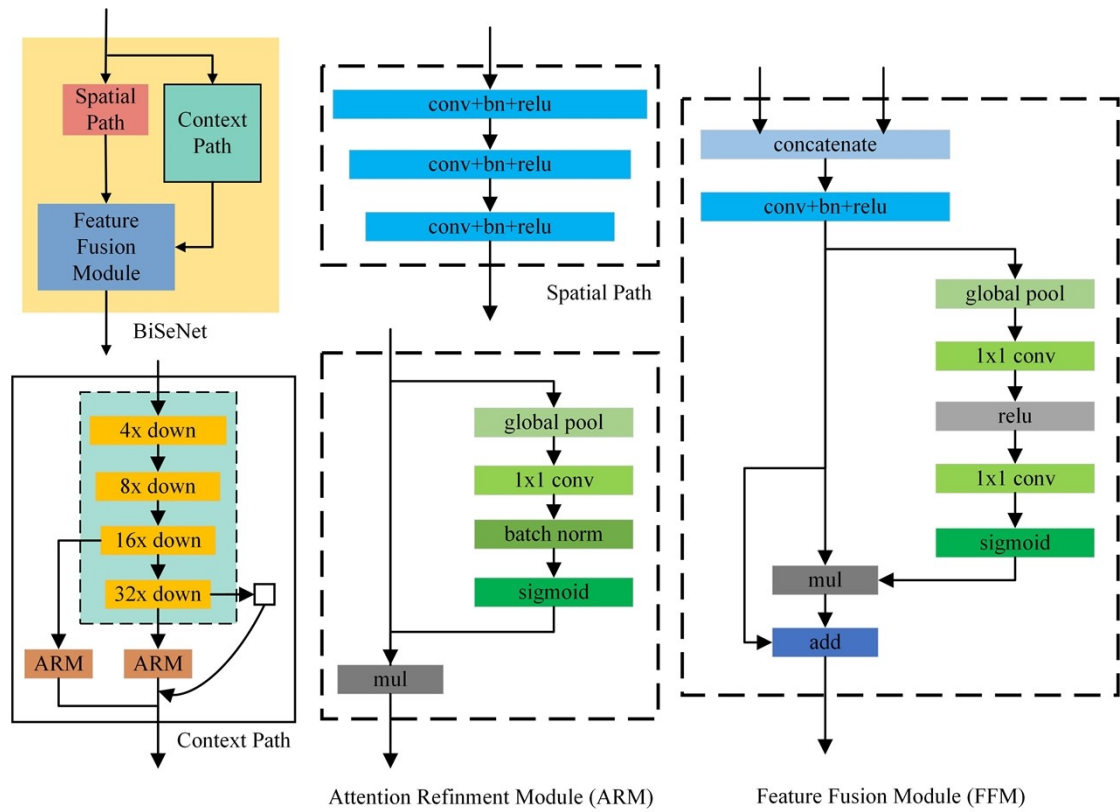 Spatial
Path
Context
Path
Feature
Fusion
Module
BiSeNet
conv+bn+relu
conv+bn+relu
conv+bn+relu
Spatial Path
4x down
8x down
16x down
32x down
ARM
ARM
Context Path
global pool
1x1 conv
batch norm
sigmoid
mul
Attention Refinment Module (ARM)
concatenate
conv+bn+relu
global pool
1x1 conv
relu
1x1 conv
sigmoid
mul
add
Feature Fusion Module (FFM)